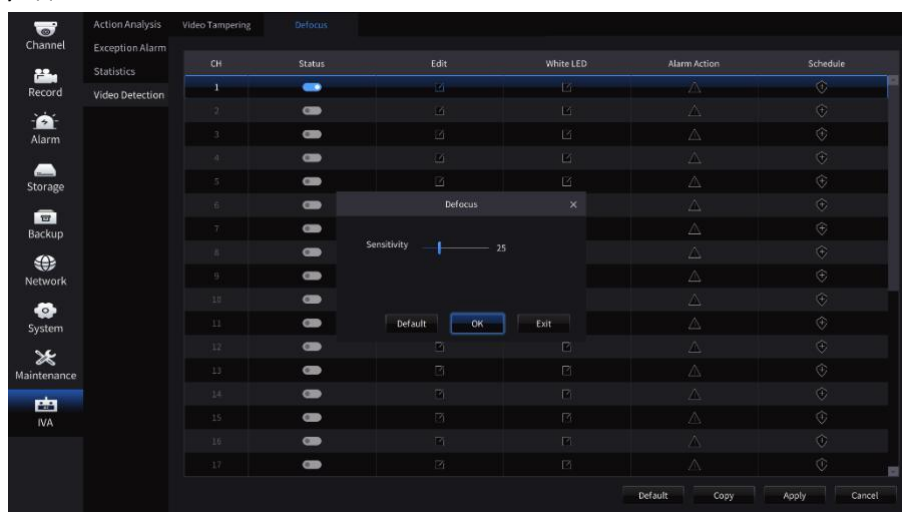 Channel
Record
Alarm
Storage
Backup
Network
System
Maintenance
IVA
Action Analysis
Exception Alarm
Statistics
Video Detection
Video Tampering Defocus
CH Status Edit White LED Alarm Action Schedule
1
2
3
4
5
6
7
8
9
10
11
12
13
14
15
16
17
Defocus ×
Sensitivity 25
Default OK Exit
Default Copy Apply Cancel